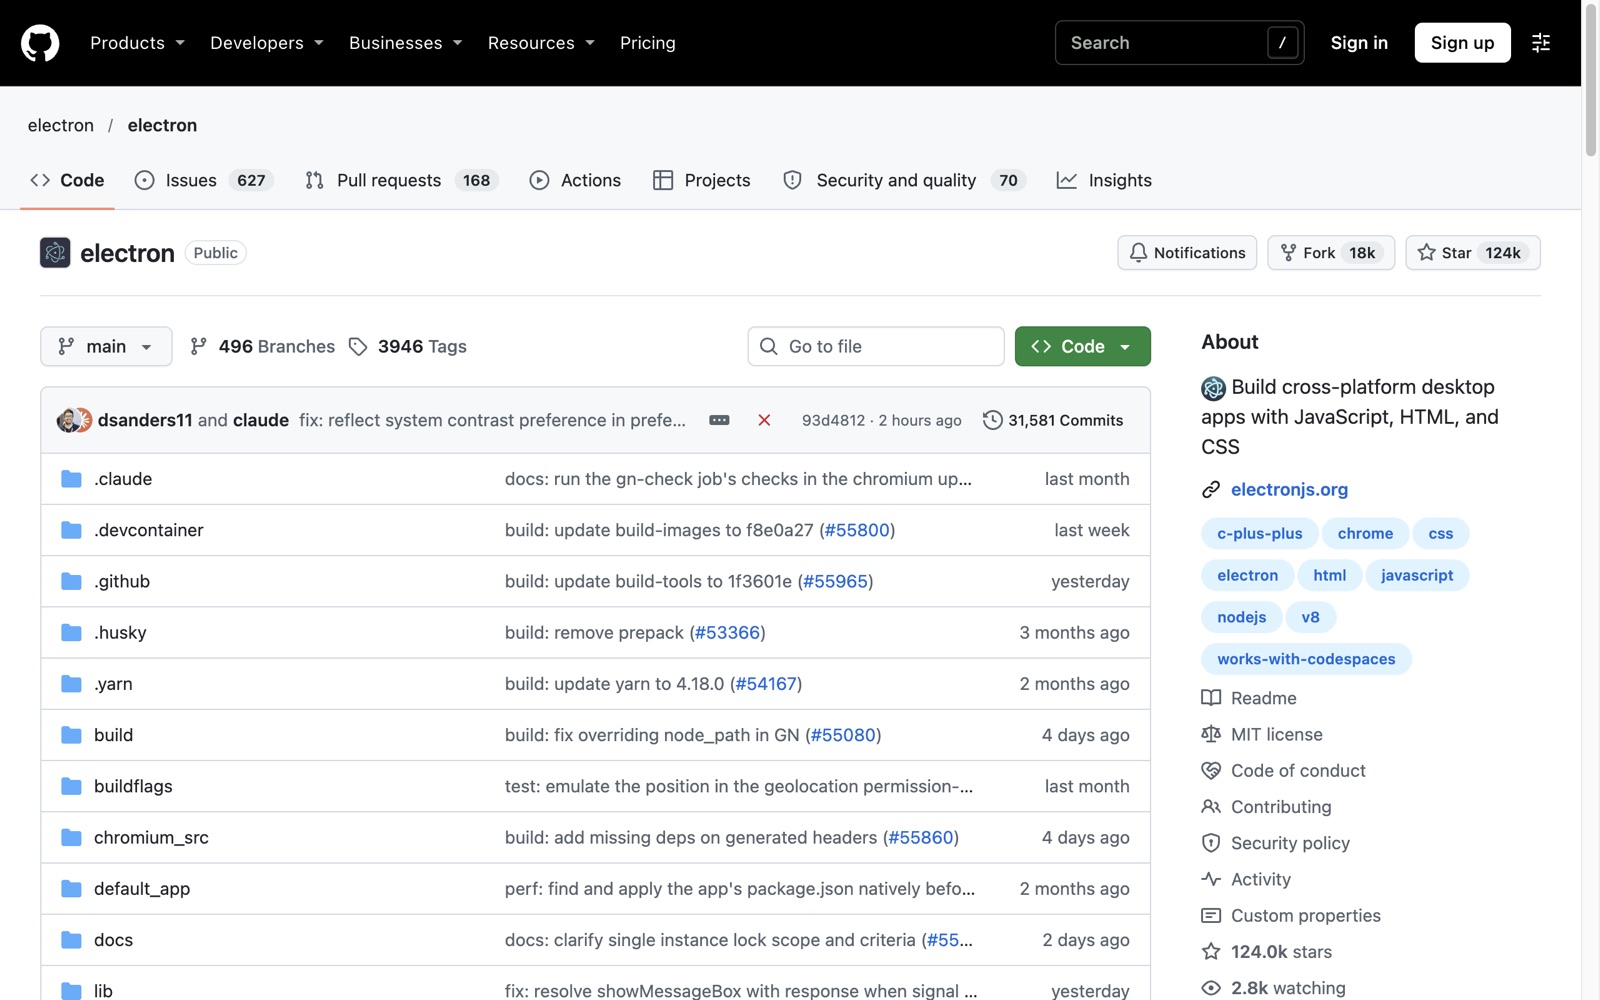 Products Developers Businesses Resources Pricing Search / Sign in Sign up
electron / electron
Code Issues 627 Pull requests 168 Actions Projects Security and quality 70 Insights
electron Public Notifications Fork 18k Star 124k
main 496 Branches 3946 Tags Go to file Code
dsanders11 and claude fix: reflect system contrast preference in prefe... 93d4812 · 2 hours ago 31,581 Commits
.claude docs: run the gn-check job's checks in the chromium up... last month
.devcontainer build: update build-images to f8e0a27 (#55800) last week
.github build: update build-tools to 1f3601e (#55965) yesterday
.husky build: remove prepack (#53366) 3 months ago
.yarn build: update yarn to 4.18.0 (#54167) 2 months ago
build build: fix overriding node_path in GN (#55080) 4 days ago
buildflags test: emulate the position in the geolocation permission-... last month
chromium_src build: add missing deps on generated headers (#55860) 4 days ago
default_app perf: find and apply the app's package.json natively befo... 2 months ago
docs docs: clarify single instance lock scope and criteria (#55... 2 days ago
lib fix: resolve showMessageBox with response when signal ... yesterday
About
Build cross-platform desktop
apps with JavaScript, HTML, and
CSS
electronjs.org
c-plus-plus chrome css
electron html javascript
nodejs v8
works-with-codespaces
Readme
MIT license
Code of conduct
Contributing
Security policy
Activity
Custom properties
124.0k stars
2.8k watching